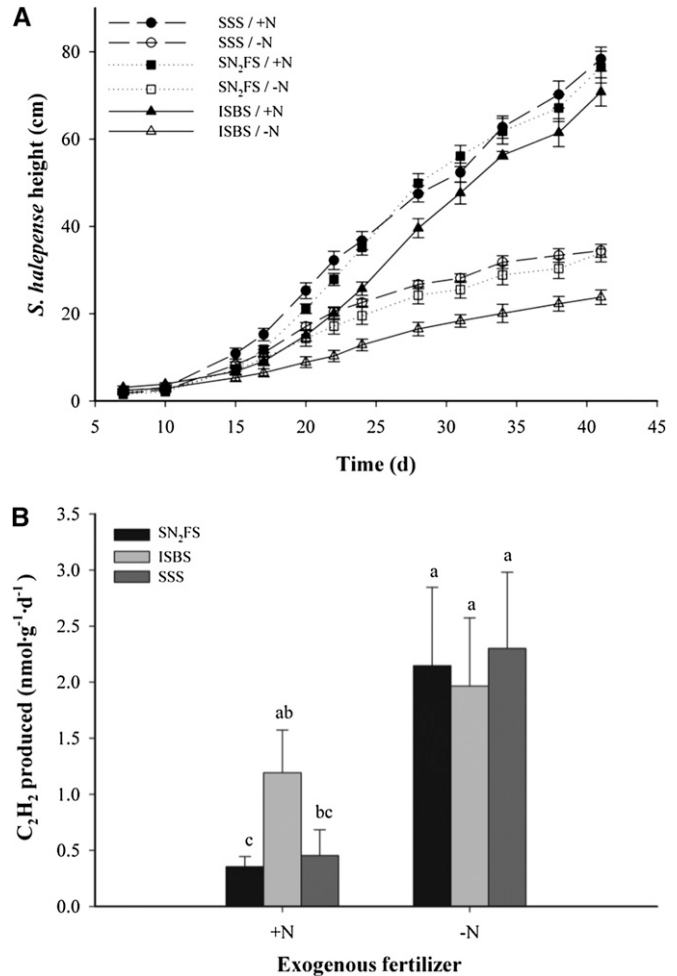 A
SSS / +N
SSS / -N
SN₂FS / +N
SN₂FS / -N
ISBS / +N
ISBS / -N
80
60
40
20
0
S. halepense height (cm)
5 10 15 20 25 30 35 40 45
Time (d)
B
SN₂FS
ISBS
SSS
3.5
3.0
2.5
2.0
1.5
1.0
0.5
0.0
C₂H₂ produced (nmol·g⁻¹·d⁻¹)
c ab bc a a a
+N -N
Exogenous fertilizer